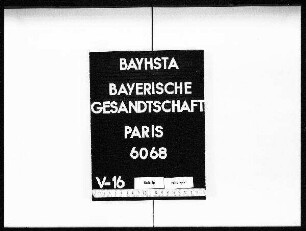 BAYHSTA
BAYERISCHE
GESANDTSCHAFT
PARIS
6068
V-16